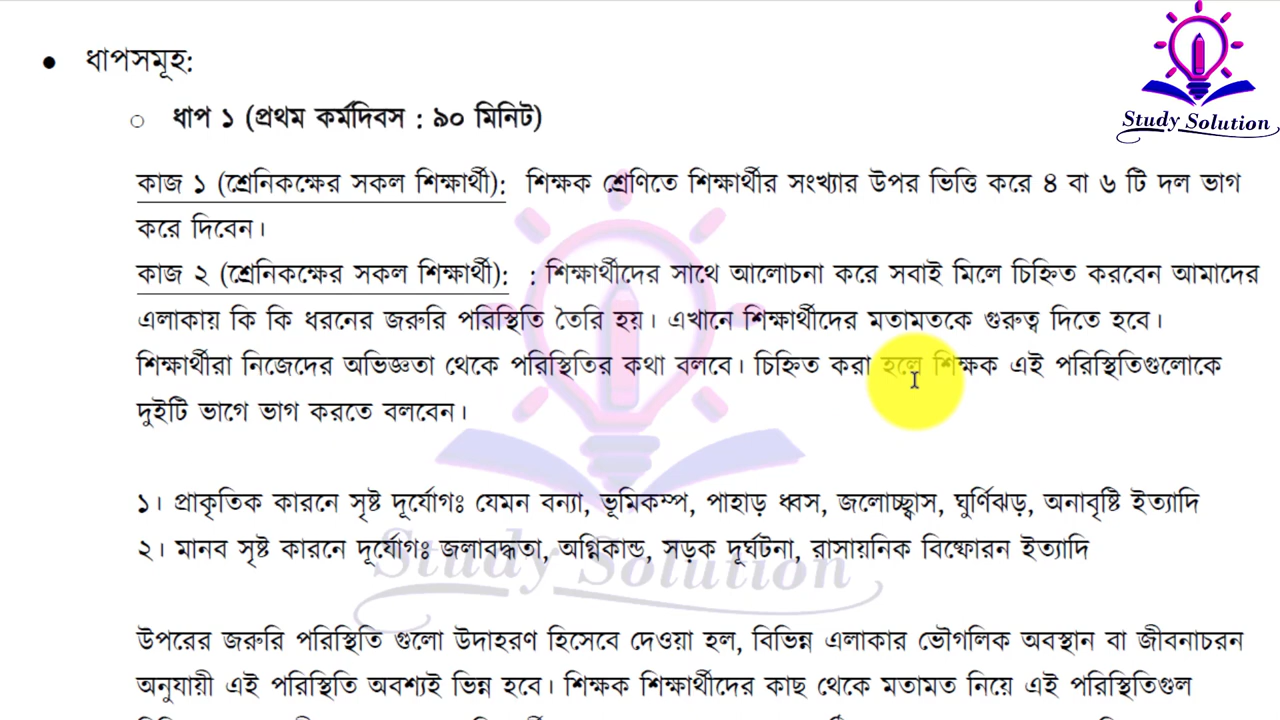 Study Solution
• ধাপসমূহ:
○ ধাপ ১ (প্রথম কর্মদিবস : ৯০ মিনিট)
কাজ ১ (শ্রেনিকক্ষের সকল শিক্ষার্থী): শিক্ষক শ্রেণিতে শিক্ষার্থীর সংখ্যার উপর ভিত্তি করে ৪ বা ৬ টি দল ভাগ
করে দিবেন।
কাজ ২ (শ্রেনিকক্ষের সকল শিক্ষার্থী): : শিক্ষার্থীদের সাথে আলোচনা করে সবাই মিলে চিহ্নিত করবেন আমাদের
এলাকায় কি কি ধরনের জরুরি পরিস্থিতি তৈরি হয়। এখানে শিক্ষার্থীদের মতামতকে গুরুত্ব দিতে হবে।
শিক্ষার্থীরা নিজেদের অভিজ্ঞতা থেকে পরিস্থিতির কথা বলবে। চিহ্নিত করা হলে শিক্ষক এই পরিস্থিতিগুলোকে
দুইটি ভাগে ভাগ করতে বলবেন।
১। প্রাকৃতিক কারনে সৃষ্ট দূর্যোগঃ যেমন বন্যা, ভূমিকম্প, পাহাড় ধ্বস, জলোচ্ছ্বাস, ঘুর্ণিঝড়, অনাবৃষ্টি ইত্যাদি
২। মানব সৃষ্ট কারনে দূর্যোগঃ জলাবদ্ধতা, অগ্নিকান্ড, সড়ক দূর্ঘটনা, রাসায়নিক বিষ্ফোরন ইত্যাদি
Study Solution
উপরের জরুরি পরিস্থিতি গুলো উদাহরণ হিসেবে দেওয়া হল, বিভিন্ন এলাকার ভৌগলিক অবস্থান বা জীবনাচরন
অনুযায়ী এই পরিস্থিতি অবশ্যই ভিন্ন হবে। শিক্ষক শিক্ষার্থীদের কাছ থেকে মতামত নিয়ে এই পরিস্থিতিগুল